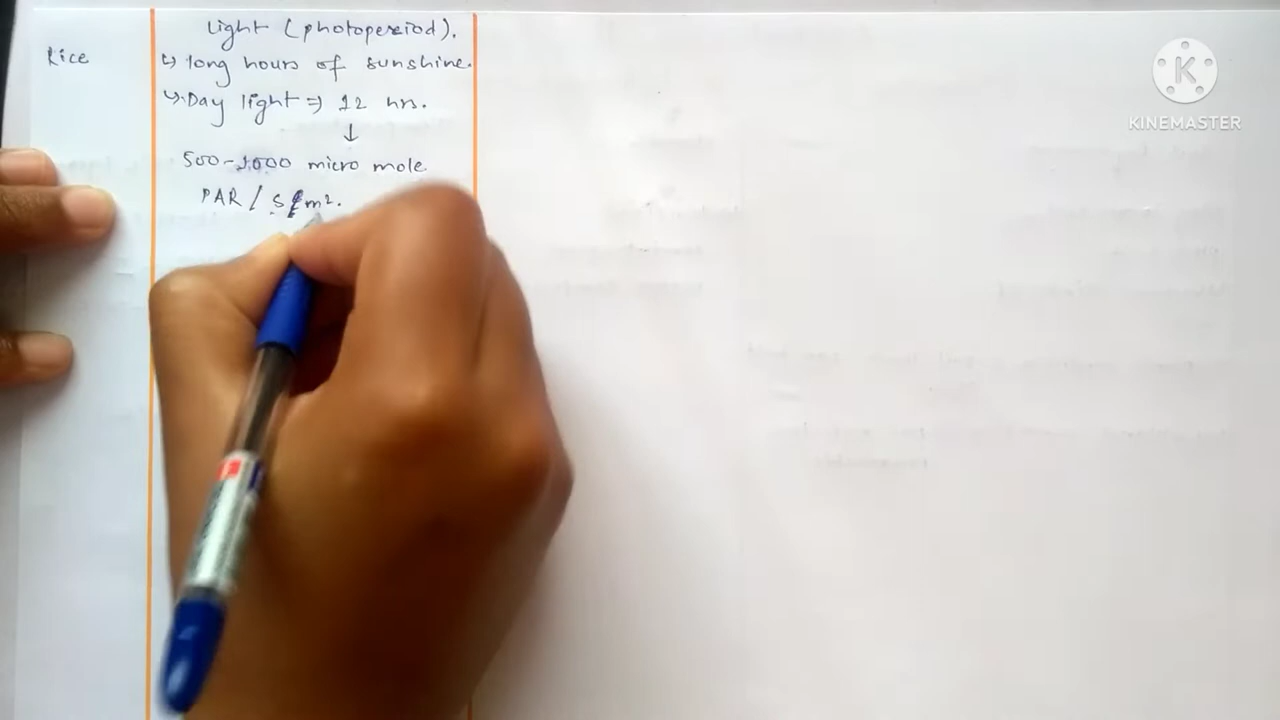 Light (photoperiod).
Rice
↳ long hours of sunshine.
↳ Day light ⇒ 12 hrs.
↓
500-1000 micro mole
PAR / S/m².
K
KINEMASTER